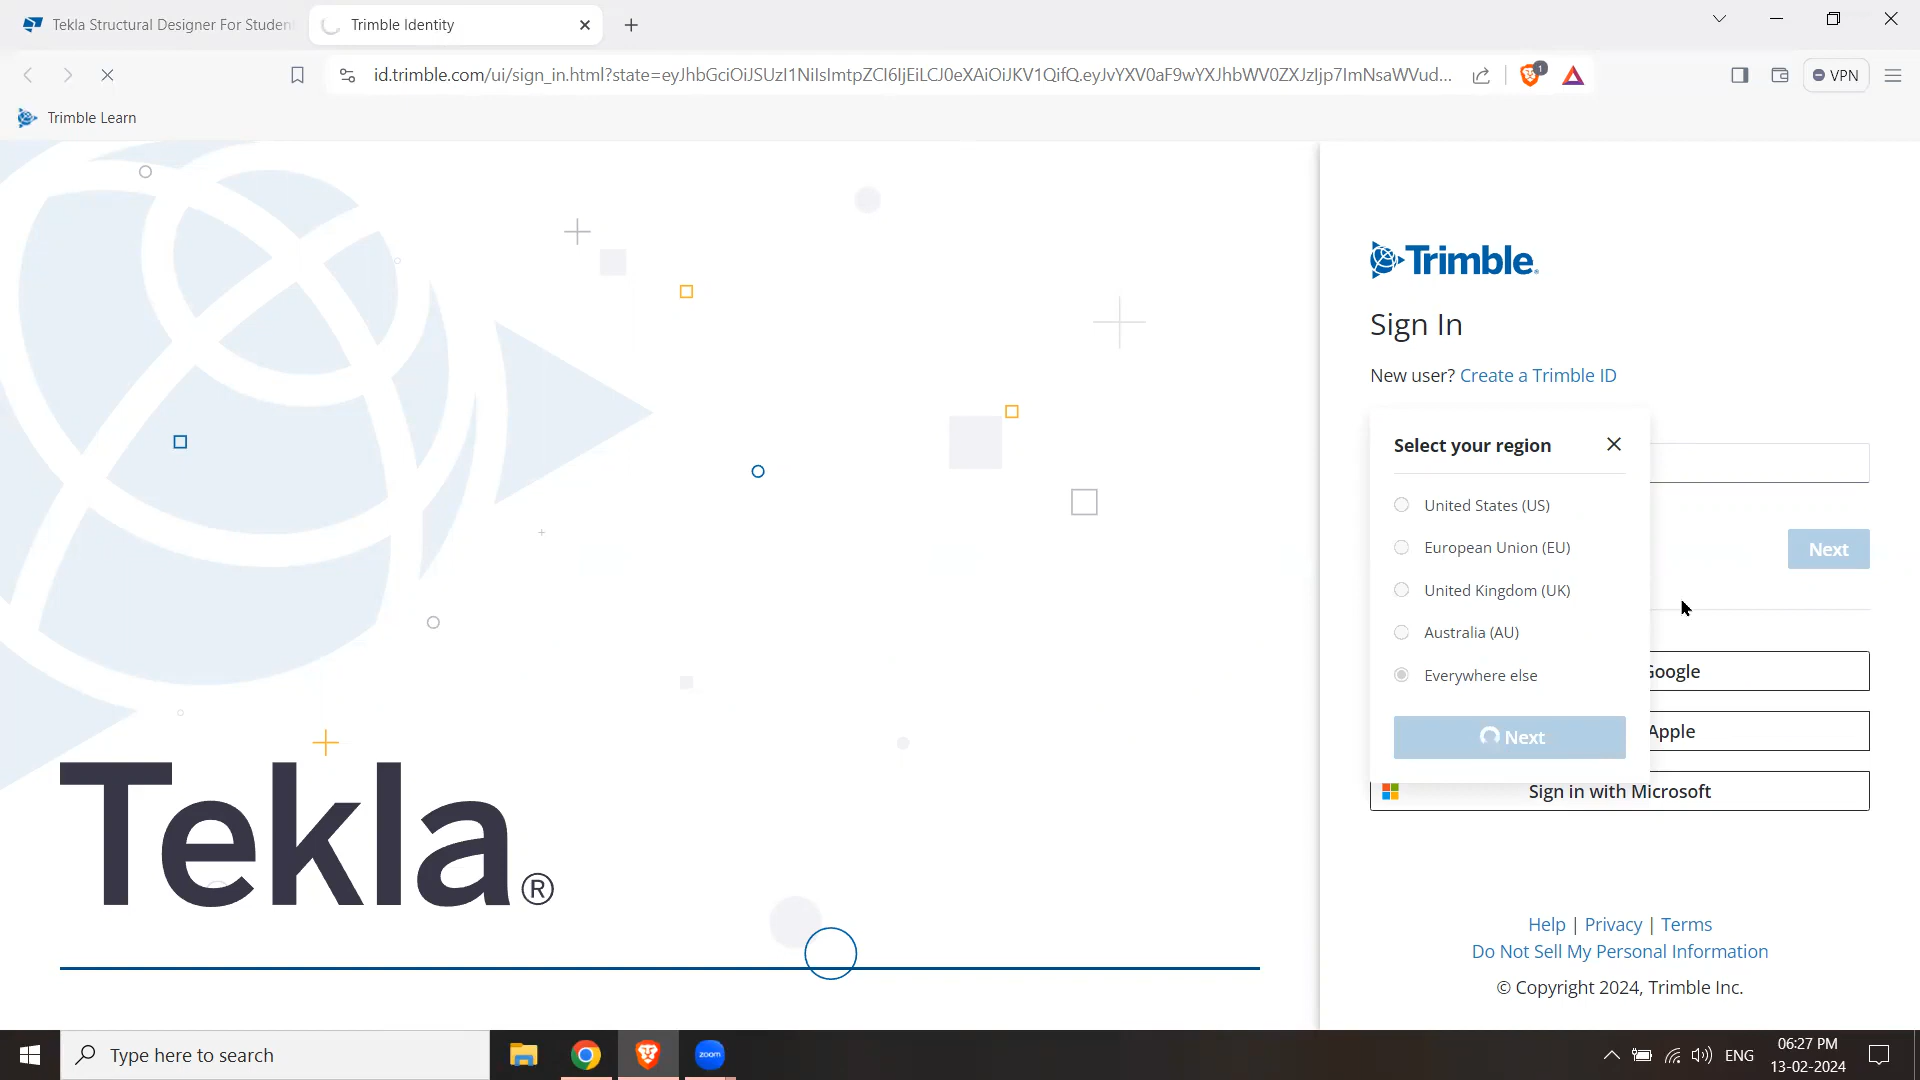 Tekla Structural Designer For Studen
Trimble Identity
id.trimble.com/ui/sign_in.html?state=eyJhbGciOiJSUzI1NiIsImtpZCI6IjEiLCJ0eXAiOiJKV1QifQ.eyJvYXV0aF9wYXJhbWV0ZXJzIjp7ImNsaWVud...
1
VPN
Trimble Learn
Trimble
Sign In
New user? Create a Trimble ID
Select your region
United States (US)
European Union (EU)
Next
United Kingdom (UK)
Australia (AU)
Everywhere else
Google
Apple
Next
Sign in with Microsoft
Tekla®
Help | Privacy | Terms
Do Not Sell My Personal Information
© Copyright 2024, Trimble Inc.
Type here to search
zoom
ENG
06:27 PM
13-02-2024